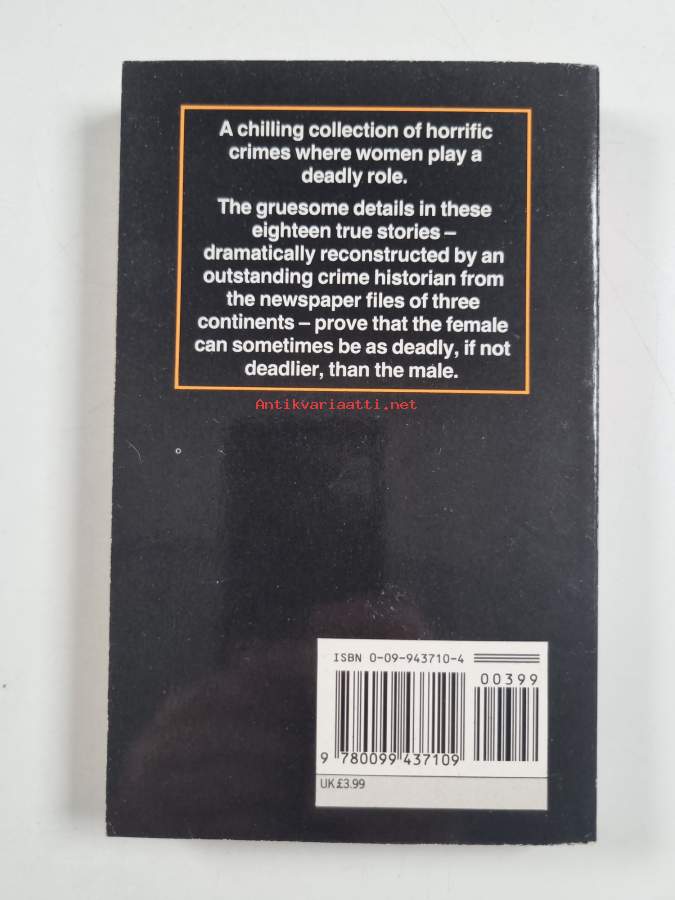 A chilling collection of horrific
crimes where women play a
deadly role.
The gruesome details in these
eighteen true stories –
dramatically reconstructed by an
outstanding crime historian from
the newspaper files of three
continents – prove that the female
can sometimes be as deadly, if not
deadlier, than the male.
Antikvariaatti.net
ISBN 0-09-943710-4
00399
9 780099 437109
UK £3.99